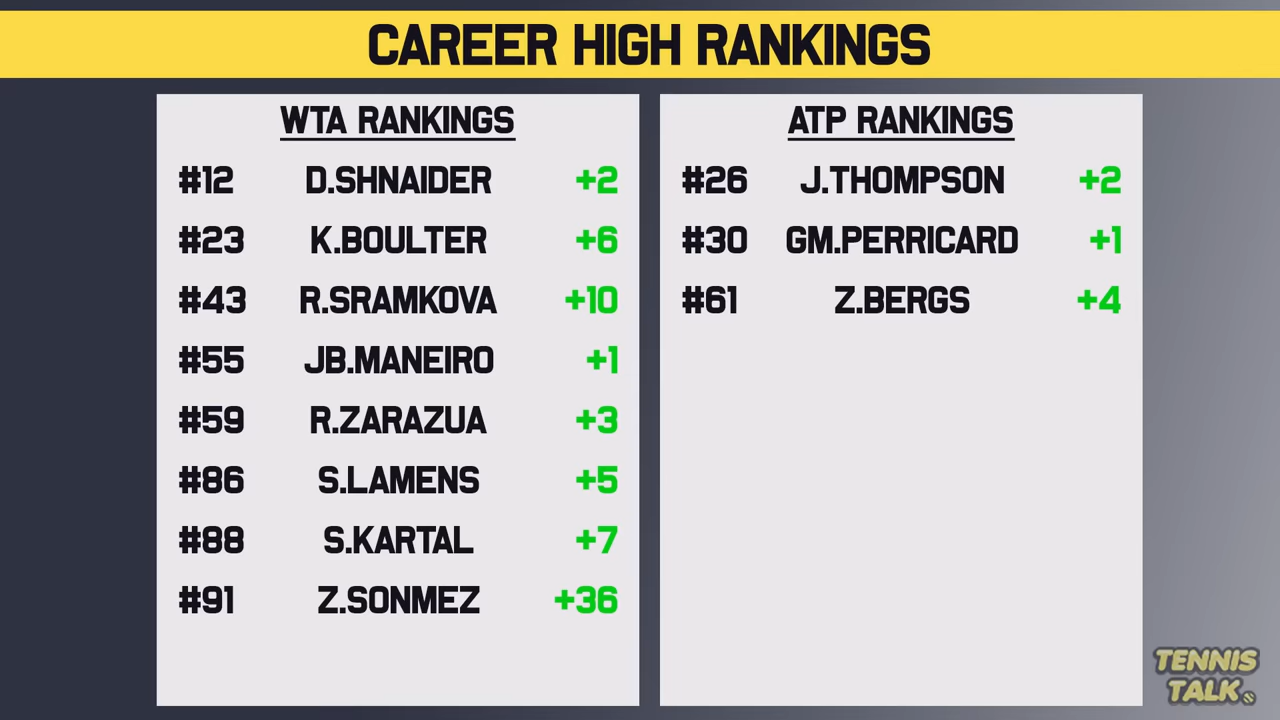 CAREER HIGH RANKINGS
WTA RANKINGS
#12 D.SHNAIDER +2
#23 K.BOULTER +6
#43 R.SRAMKOVA +10
#55 JB.MANEIRO +1
#59 R.ZARAZUA +3
#86 S.LAMENS +5
#88 S.KARTAL +7
#91 Z.SONMEZ +36
ATP RANKINGS
#26 J.THOMPSON +2
#30 GM.PERRICARD +1
#61 Z.BERGS +4
TENNIS
TALK